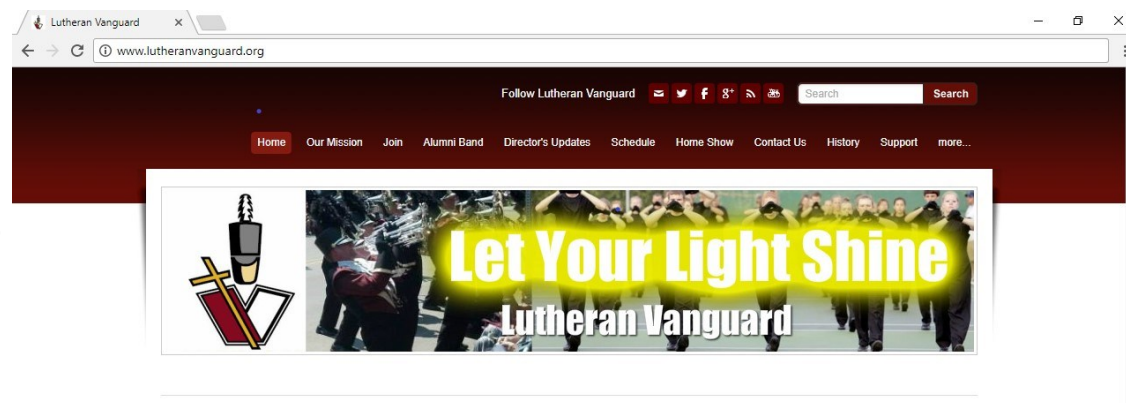 Lutheran Vanguard
www.lutheranvanguard.org
Follow Lutheran Vanguard
Search
Search
Home Our Mission Join Alumni Band Director's Updates Schedule Home Show Contact Us History Support more...
Let Your Light Shine
Lutheran Vanguard